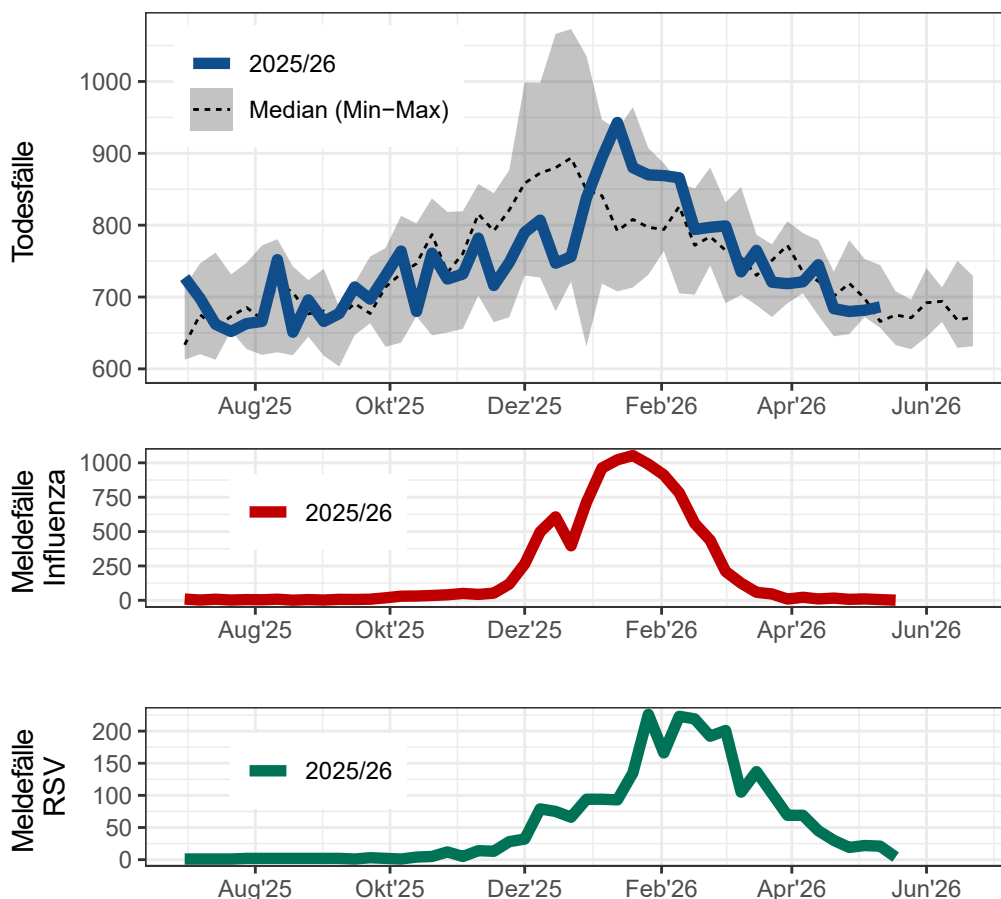 Todesfälle
1000
900
800
700
600
2025/26
Median (Min−Max)
Aug'25
Okt'25
Dez'25
Feb'26
Apr'26
Jun'26
Meldefälle
Influenza
1000
750
500
250
0
2025/26
Aug'25
Okt'25
Dez'25
Feb'26
Apr'26
Jun'26
Meldefälle
RSV
200
150
100
50
0
2025/26
Aug'25
Okt'25
Dez'25
Feb'26
Apr'26
Jun'26